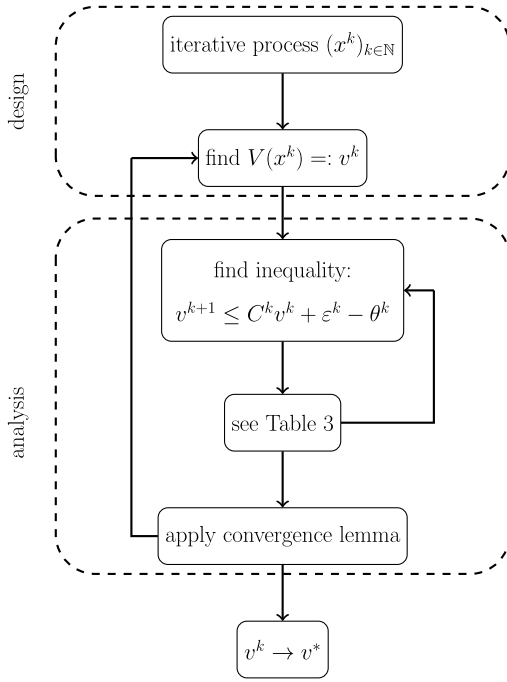 design
iterative process $(x^k)_{k\in\mathbb{N}}$
find $V(x^k) =: v^k$
analysis
find inequality:
$v^{k+1} \leq C^k v^k + \varepsilon^k - \theta^k$
see Table 3
apply convergence lemma
$v^k \to v^*$